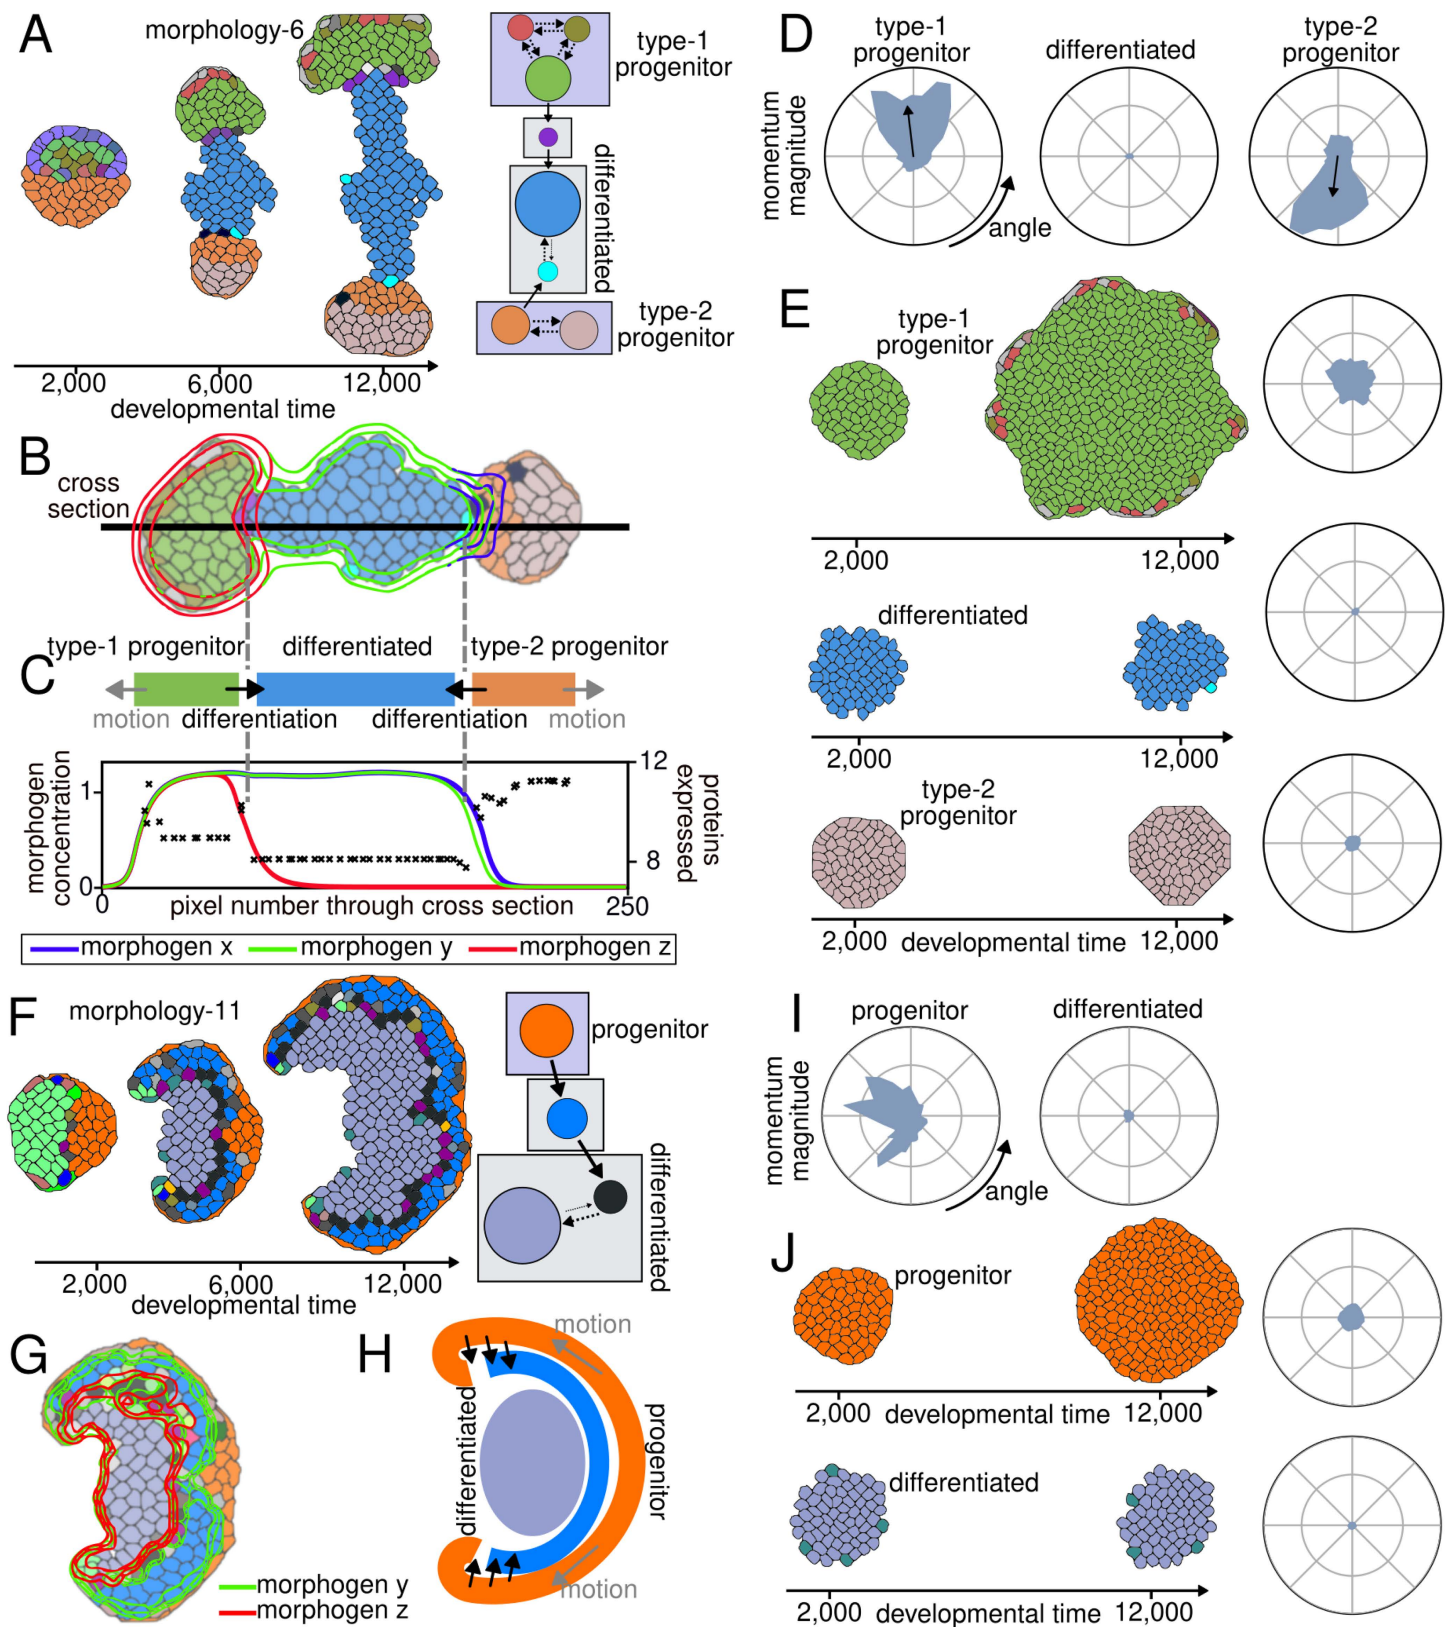 A
morphology-6
type-1
progenitor
differentiated
type-2
progenitor
2,000
6,000
12,000
developmental time
B
cross
section
type-1 progenitor
differentiated
type-2 progenitor
C
motion
differentiation
differentiation
motion
morphogen
concentration
1
0
12
8
proteins
expressed
0
pixel number through cross section
250
morphogen x
morphogen y
morphogen z
D
type-1
progenitor
differentiated
type-2
progenitor
momentum
magnitude
angle
E
type-1
progenitor
2,000
12,000
differentiated
2,000
12,000
type-2
progenitor
2,000
developmental time
12,000
F
morphology-11
progenitor
differentiated
2,000
6,000
12,000
developmental time
G
morphogen y
morphogen z
H
motion
differentiated
progenitor
motion
I
progenitor
differentiated
momentum
magnitude
angle
J
progenitor
2,000
developmental time
12,000
differentiated
2,000
developmental time
12,000